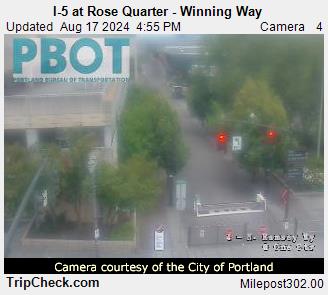 I-5 at Rose Quarter - Winning Way
Updated Aug 17 2024 4:55 PM Camera 4
PBOT
PORTLAND BUREAU OF TRANSPORTATION
Camera courtesy of the City of Portland
TripCheck.com Milepost302.00